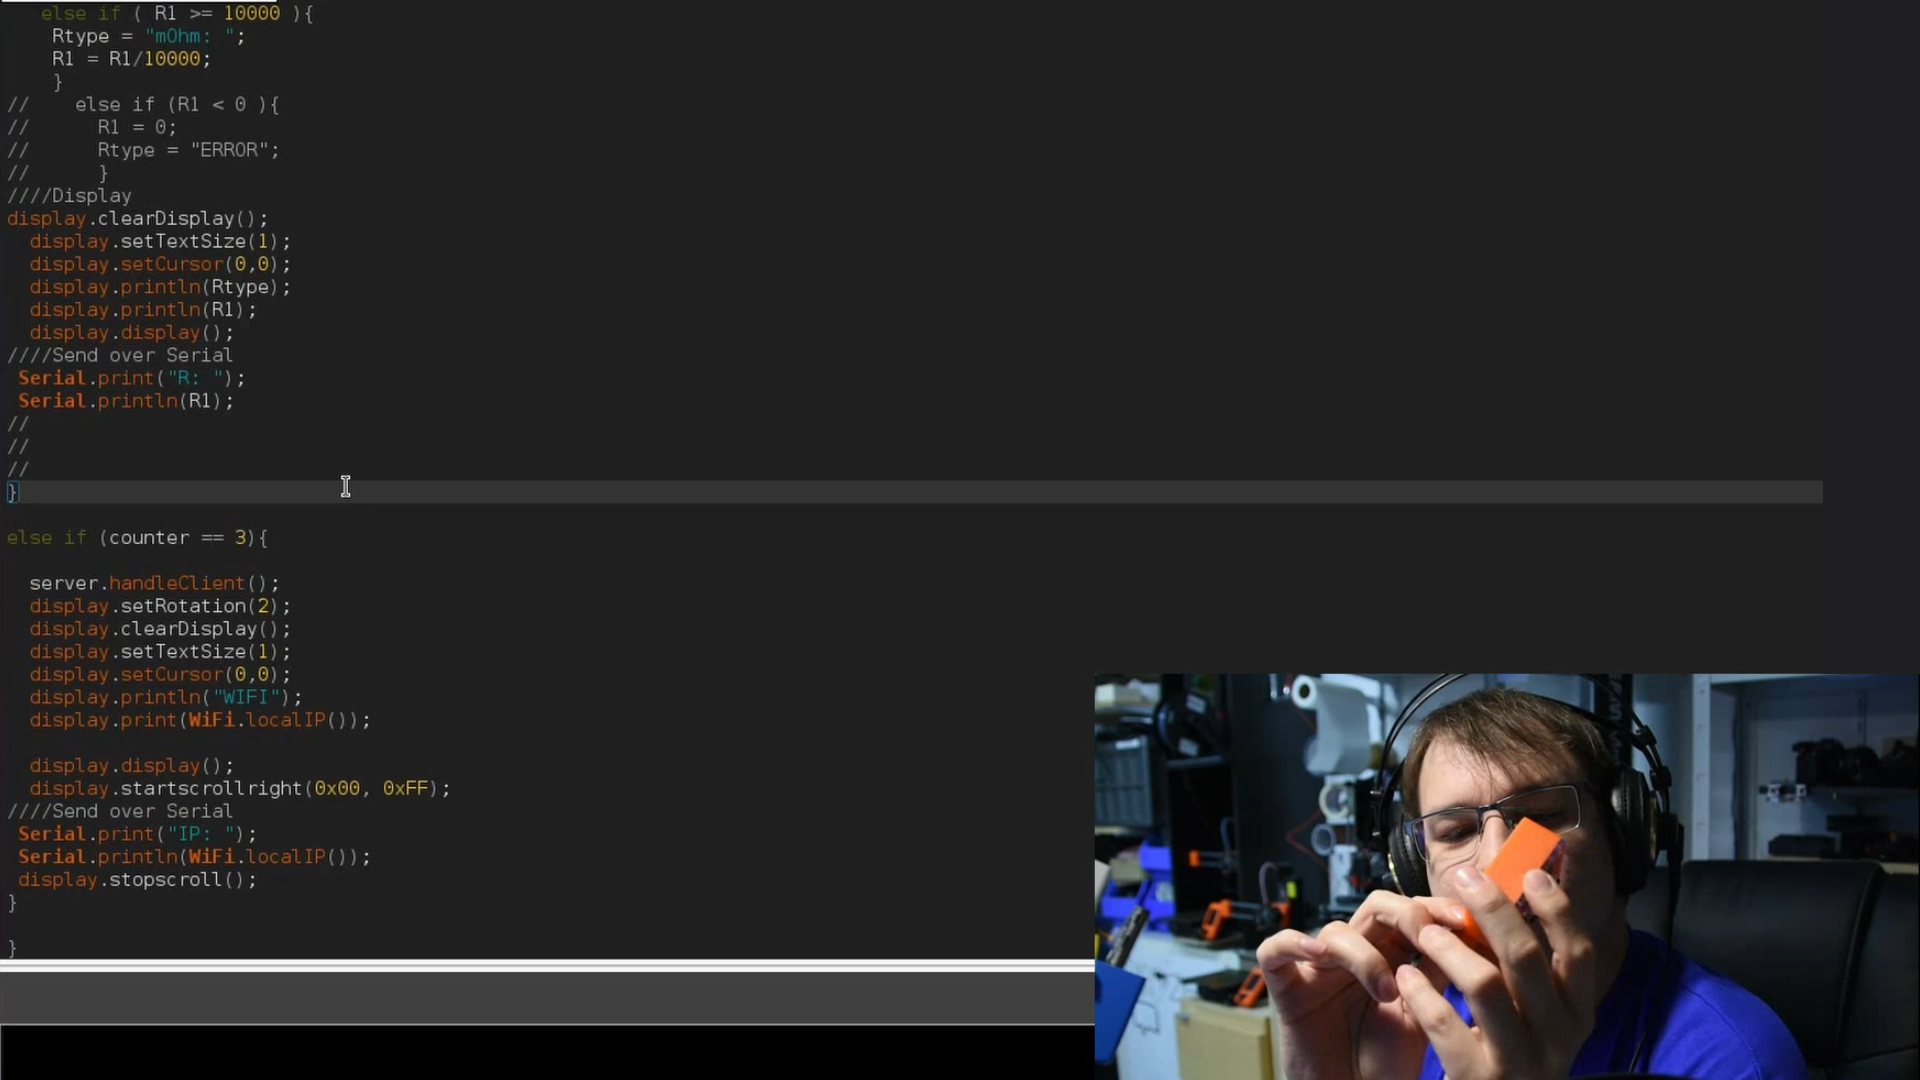 else if ( R1 >= 10000 ){
Rtype = "mOhm: ";
R1 = R1/10000;
}
// else if (R1 < 0 ){
// R1 = 0;
// Rtype = "ERROR";
// }
////Display
display.clearDisplay();
display.setTextSize(1);
display.setCursor(0,0);
display.println(Rtype);
display.println(R1);
display.display();
////Send over Serial
Serial.print("R: ");
Serial.println(R1);
//
//
//
}
else if (counter == 3){
server.handleClient();
display.setRotation(2);
display.clearDisplay();
display.setTextSize(1);
display.setCursor(0,0);
display.println("WIFI");
display.print(WiFi.localIP());
display.display();
display.startscrollright(0x00, 0xFF);
////Send over Serial
Serial.print("IP: ");
Serial.println(WiFi.localIP());
display.stopscroll();
}
}